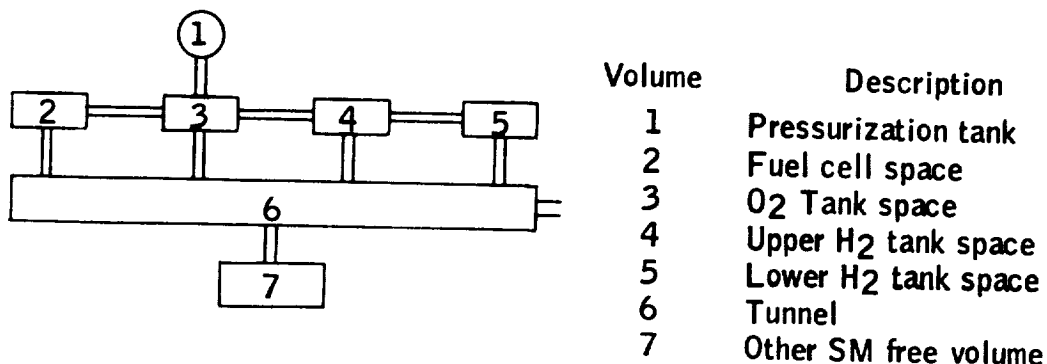 1
2 3 4 5
6
7
Volume Description
1 Pressurization tank
2 Fuel cell space
3 O2 Tank space
4 Upper H2 tank space
5 Lower H2 tank space
6 Tunnel
7 Other SM free volume